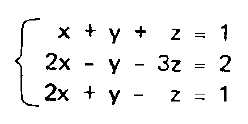 x + y + z = 1
2x - y - 3z = 2
2x + y - z = 1